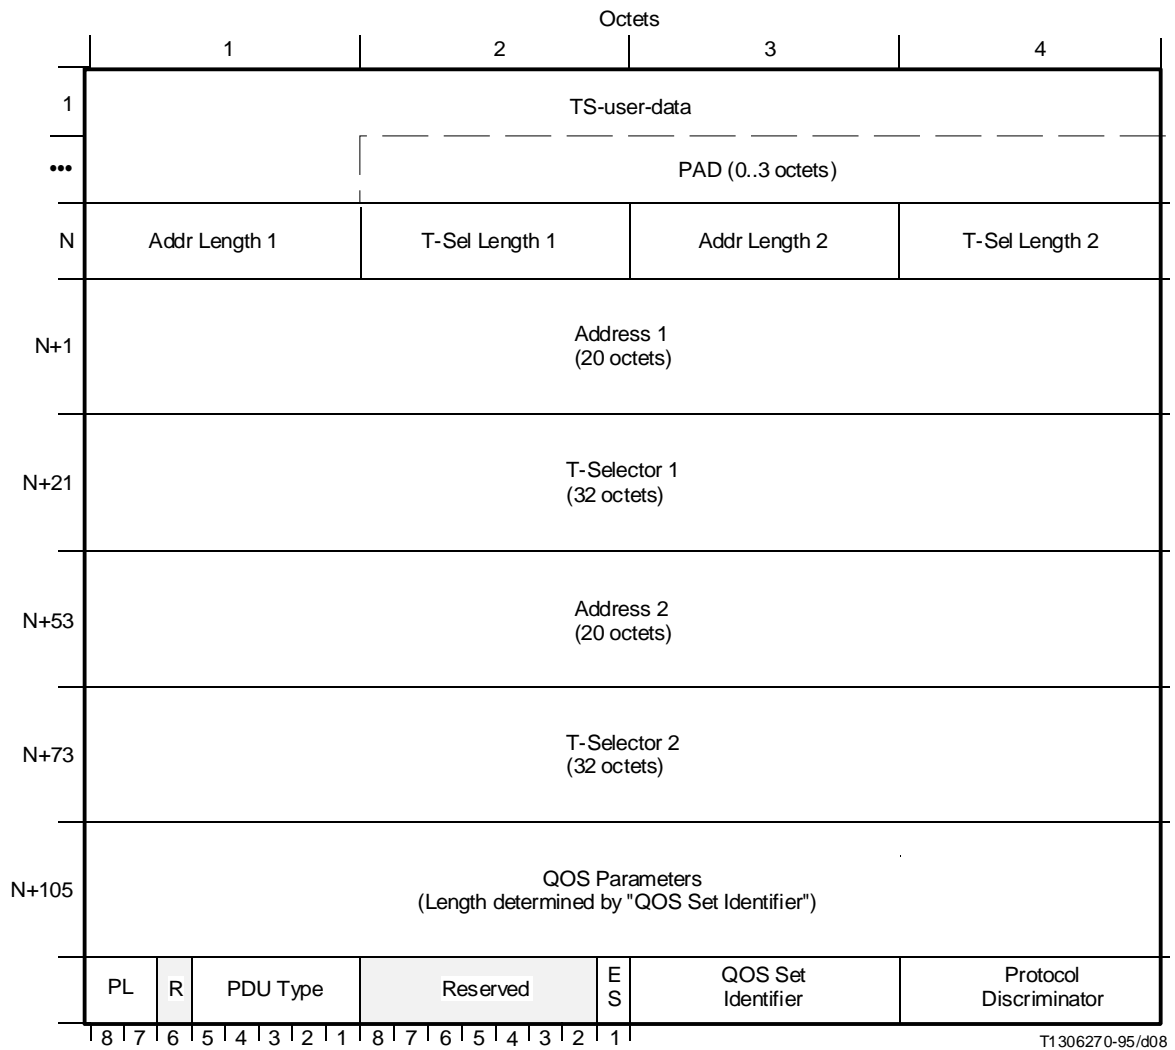 Octets
1 2 3 4
1 TS-user-data
••• PAD (0..3 octets)
N Addr Length 1 T-Sel Length 1 Addr Length 2 T-Sel Length 2
Address 1
N+1
(20 octets)
T-Selector 1
N+21
(32 octets)
Address 2
N+53
(20 octets)
T-Selector 2
N+73
(32 octets)
QOS Parameters
N+105
(Length determined by "QOS Set Identifier")
PL R PDU Type Reserved E S QOS Set Identifier Protocol Discriminator
8 7 6 5 4 3 2 1 8 7 6 5 4 3 2 1
T1306270-95/d08